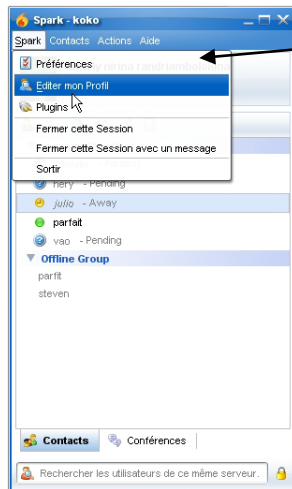 Spark - koko
Spark Contacts Actions Aide
Préférences
Editer mon Profil
Plugins
Fermer cette Session
Fermer cette Session avec un message
Sortir
hery - Pending
julio - Away
parfait
vao - Pending
Offline Group
parfit
steven
Contacts Conférences
Rechercher les utilisateurs de ce même serveur.